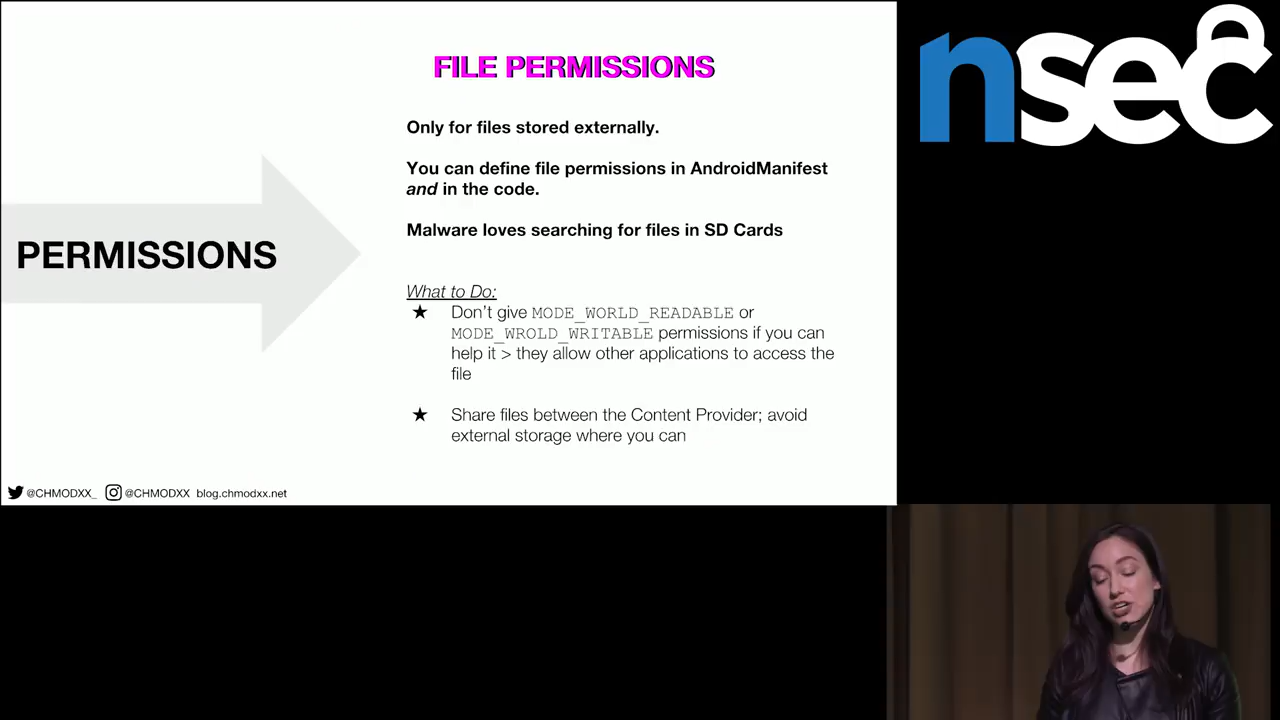 FILE PERMISSIONS
Only for files stored externally.
You can define file permissions in AndroidManifest
and in the code.
Malware loves searching for files in SD Cards
PERMISSIONS
What to Do:
★ Don't give MODE_WORLD_READABLE or
MODE_WROLD_WRITABLE permissions if you can
help it > they allow other applications to access the
file
★ Share files between the Content Provider; avoid
external storage where you can
@CHMODXX_ @CHMODXX blog.chmodxx.net
nsec